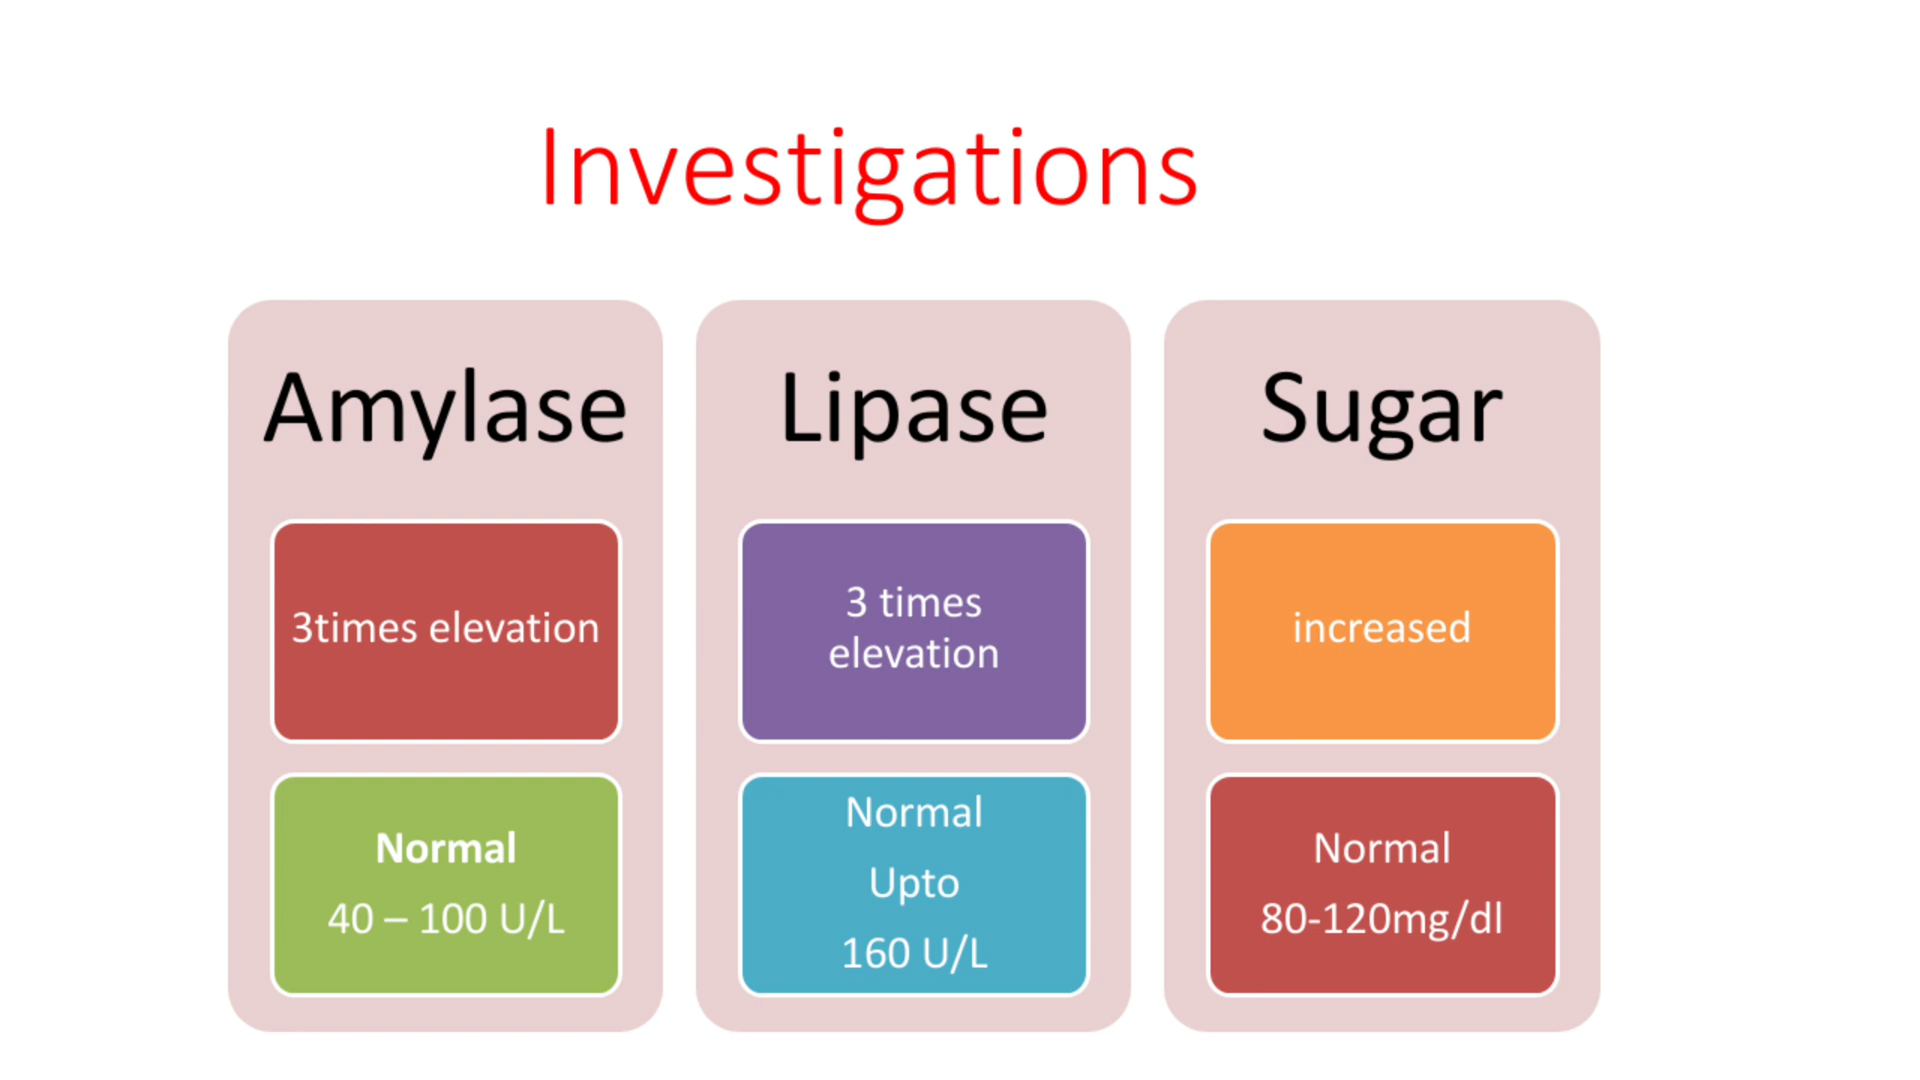 Investigations
Amylase
3times elevation
Normal
40 – 100 U/L
Lipase
3 times
elevation
Normal
Upto
160 U/L
Sugar
increased
Normal
80-120mg/dl